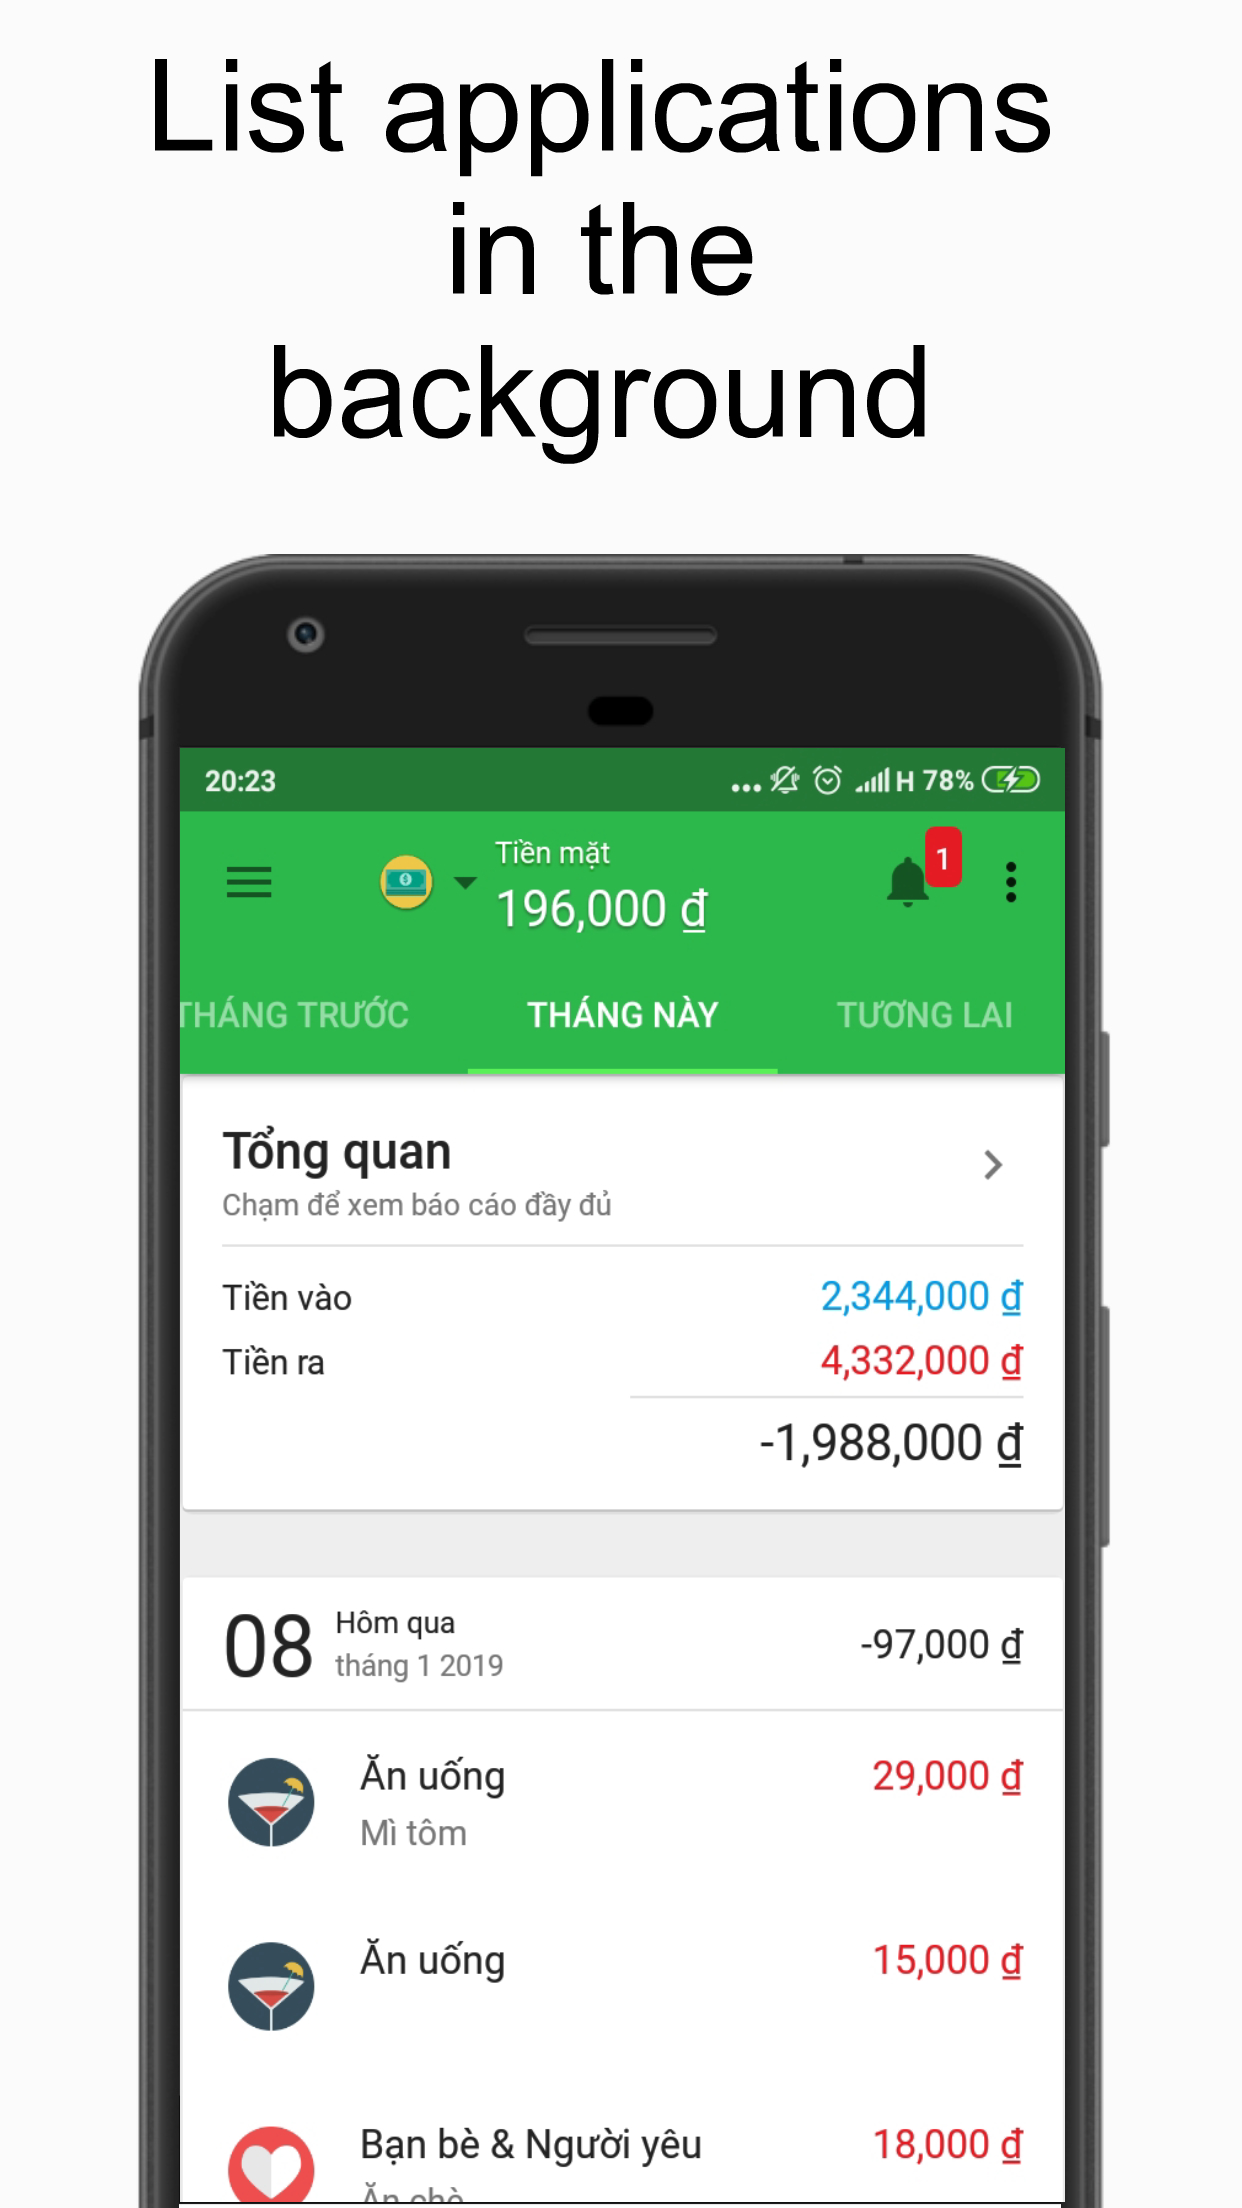 List applications
in the
background
20:23
H 78%
Tiền mặt
196,000 ₫
1
THÁNG TRƯỚC
THÁNG NÀY
TƯƠNG LAI
Tổng quan
Chạm để xem báo cáo đầy đủ
Tiền vào 2,344,000 ₫
Tiền ra 4,332,000 ₫
-1,988,000 ₫
08 Hôm qua
tháng 1 2019
-97,000 ₫
Ăn uống 29,000 ₫
Mì tôm
Ăn uống 15,000 ₫
Bạn bè & Người yêu 18,000 ₫
Ăn chè